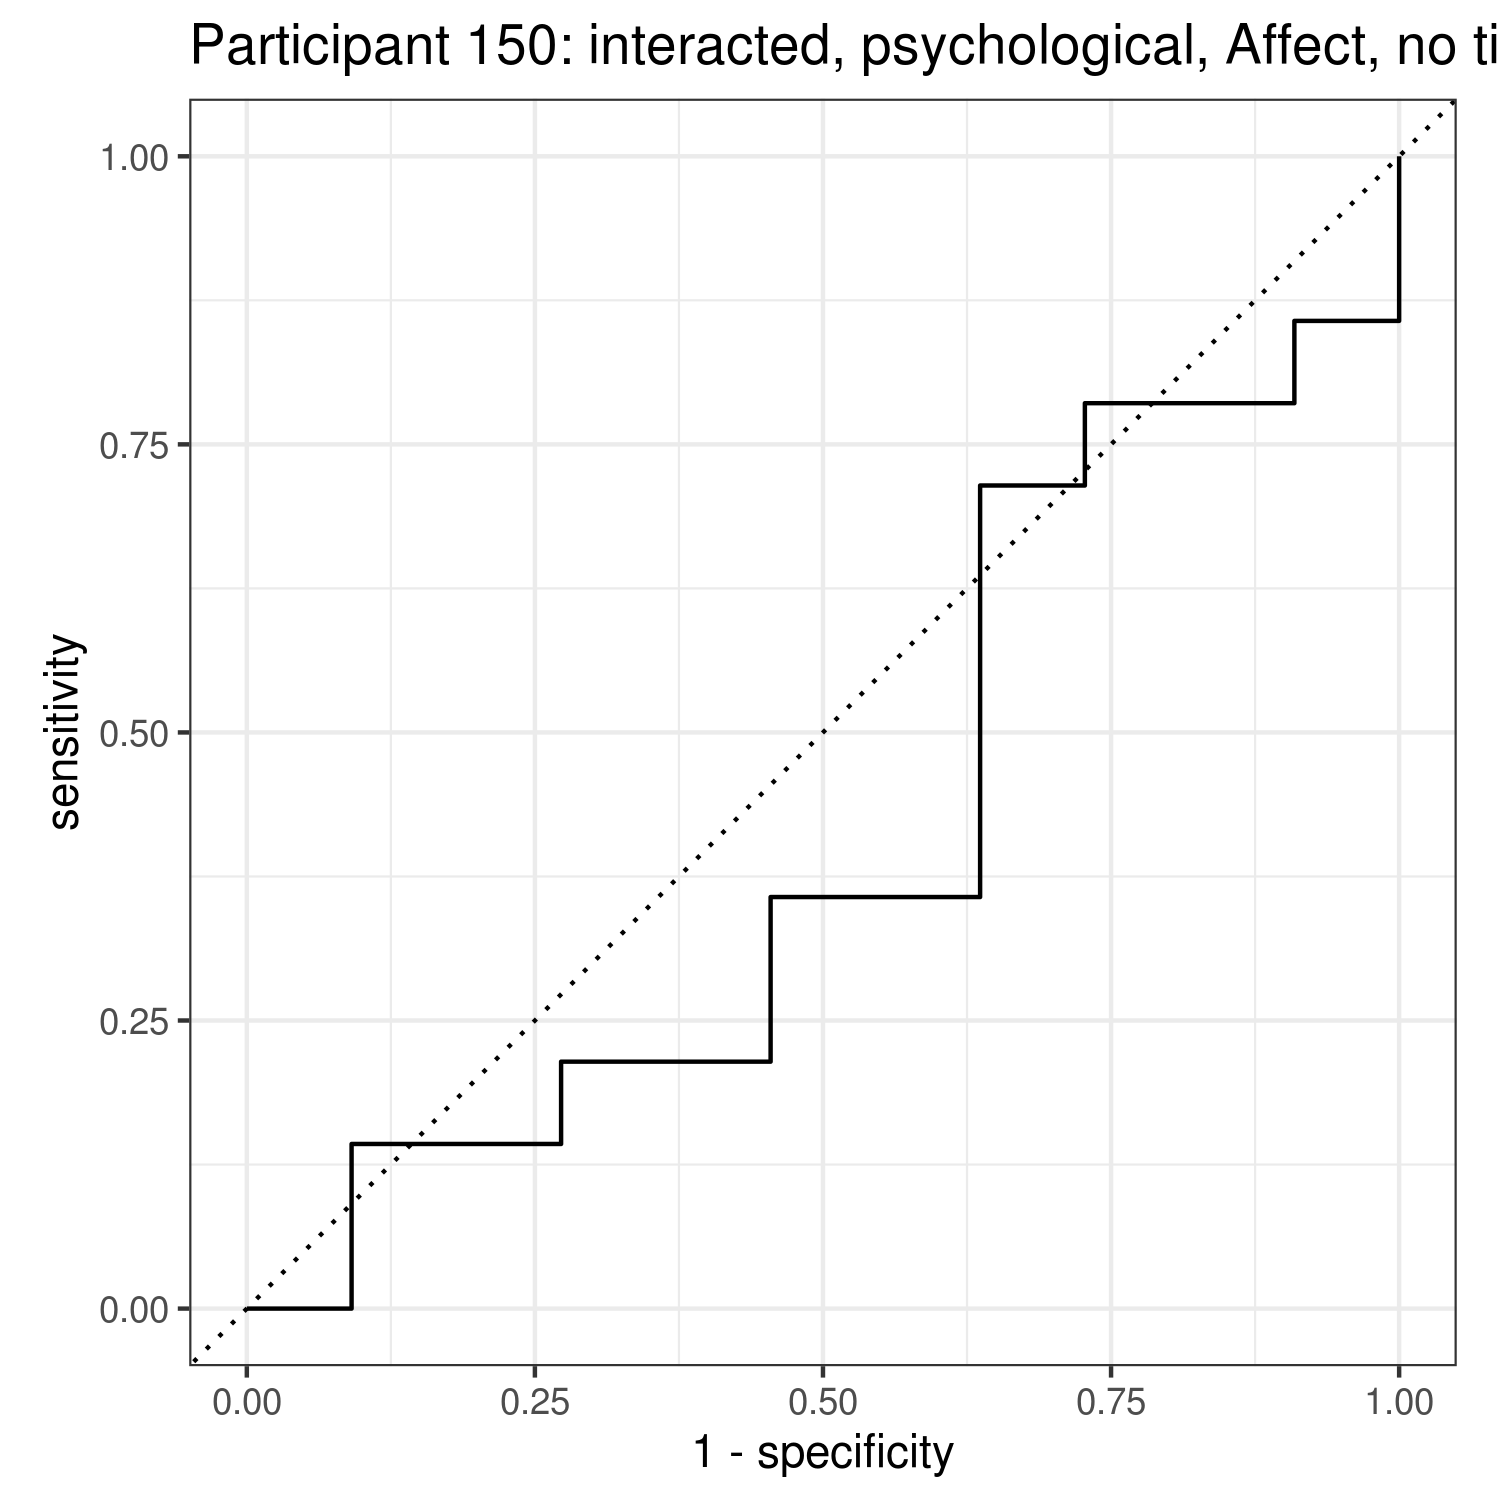 Participant 150: interacted, psychological, Affect, no ti
1.00
0.75
0.50
0.25
0.00
sensitivity
0.00 0.25 0.50 0.75 1.00
1 - specificity